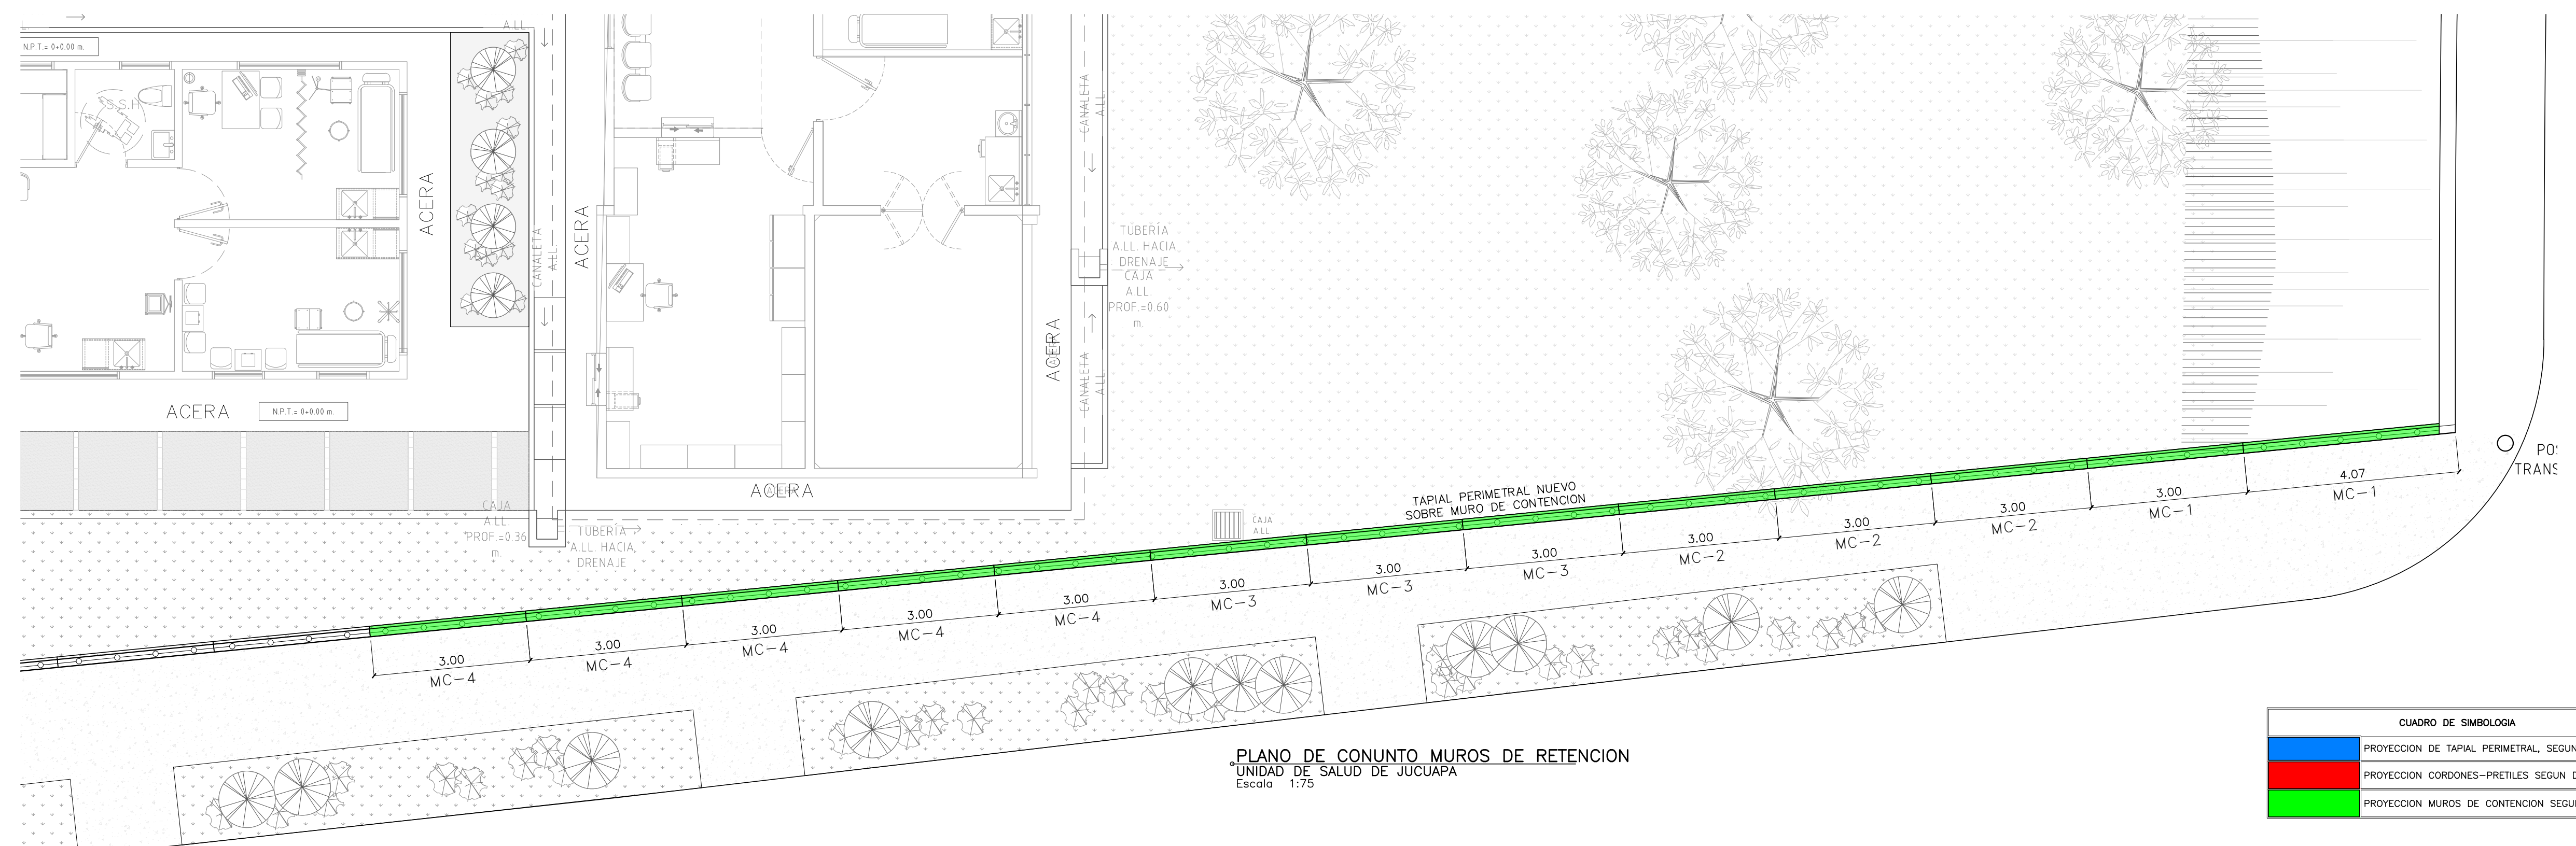 A.LL
N.P.T.= 0+0.00 m.
S.S.H
ACERA
CANALETA
A.LL.
ACERA
CANALETA
A.LL.
TUBERÍA
A.LL. HACIA
DRENAJE
CAJA
A.LL.
PROF.=0.60
m.
ACERA
CANALETA
A.LL.
ACERA
N.P.T.= 0+0.00 m.
ACERA
CAJA
A.LL.
PROF.=0.36
m.
TUBERÍA
A.LL. HACIA
DRENAJE
CAJA
A.LL.
TAPIAL PERIMETRAL NUEVO
SOBRE MURO DE CONTENCION
3.00
MC-4
3.00
MC-4
3.00
MC-4
3.00
MC-4
3.00
MC-4
3.00
MC-3
3.00
MC-3
3.00
MC-3
3.00
MC-2
3.00
MC-2
3.00
MC-2
3.00
MC-1
4.07
MC-1
PLANO DE CONUNTO MUROS DE RETENCION
UNIDAD DE SALUD DE JUCUAPA
Escala 1:75
CUADRO DE SIMBOLOGIA
PROYECCION DE TAPIAL PERIMETRAL, SEGUN
PROYECCION CORDONES-PRETILES SEGUN
PROYECCION MUROS DE CONTENCION